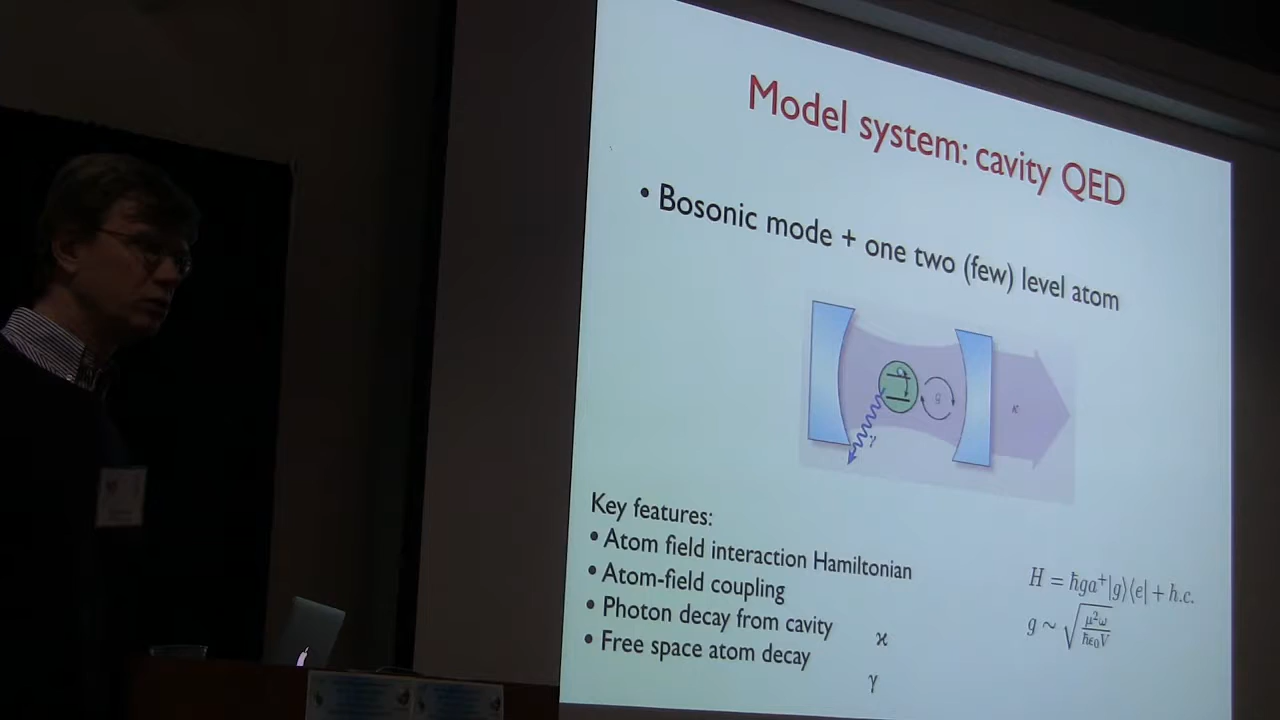 Model system: cavity QED
• Bosonic mode + one two (few) level atom
g
κ
γ
Key features:
• Atom field interaction Hamiltonian
• Atom-field coupling
• Photon decay from cavity ϰ
• Free space atom decay γ
H = ħga⁺|g⟩⟨e| + h.c.
g ~ √(μ²ω / ħε₀V)